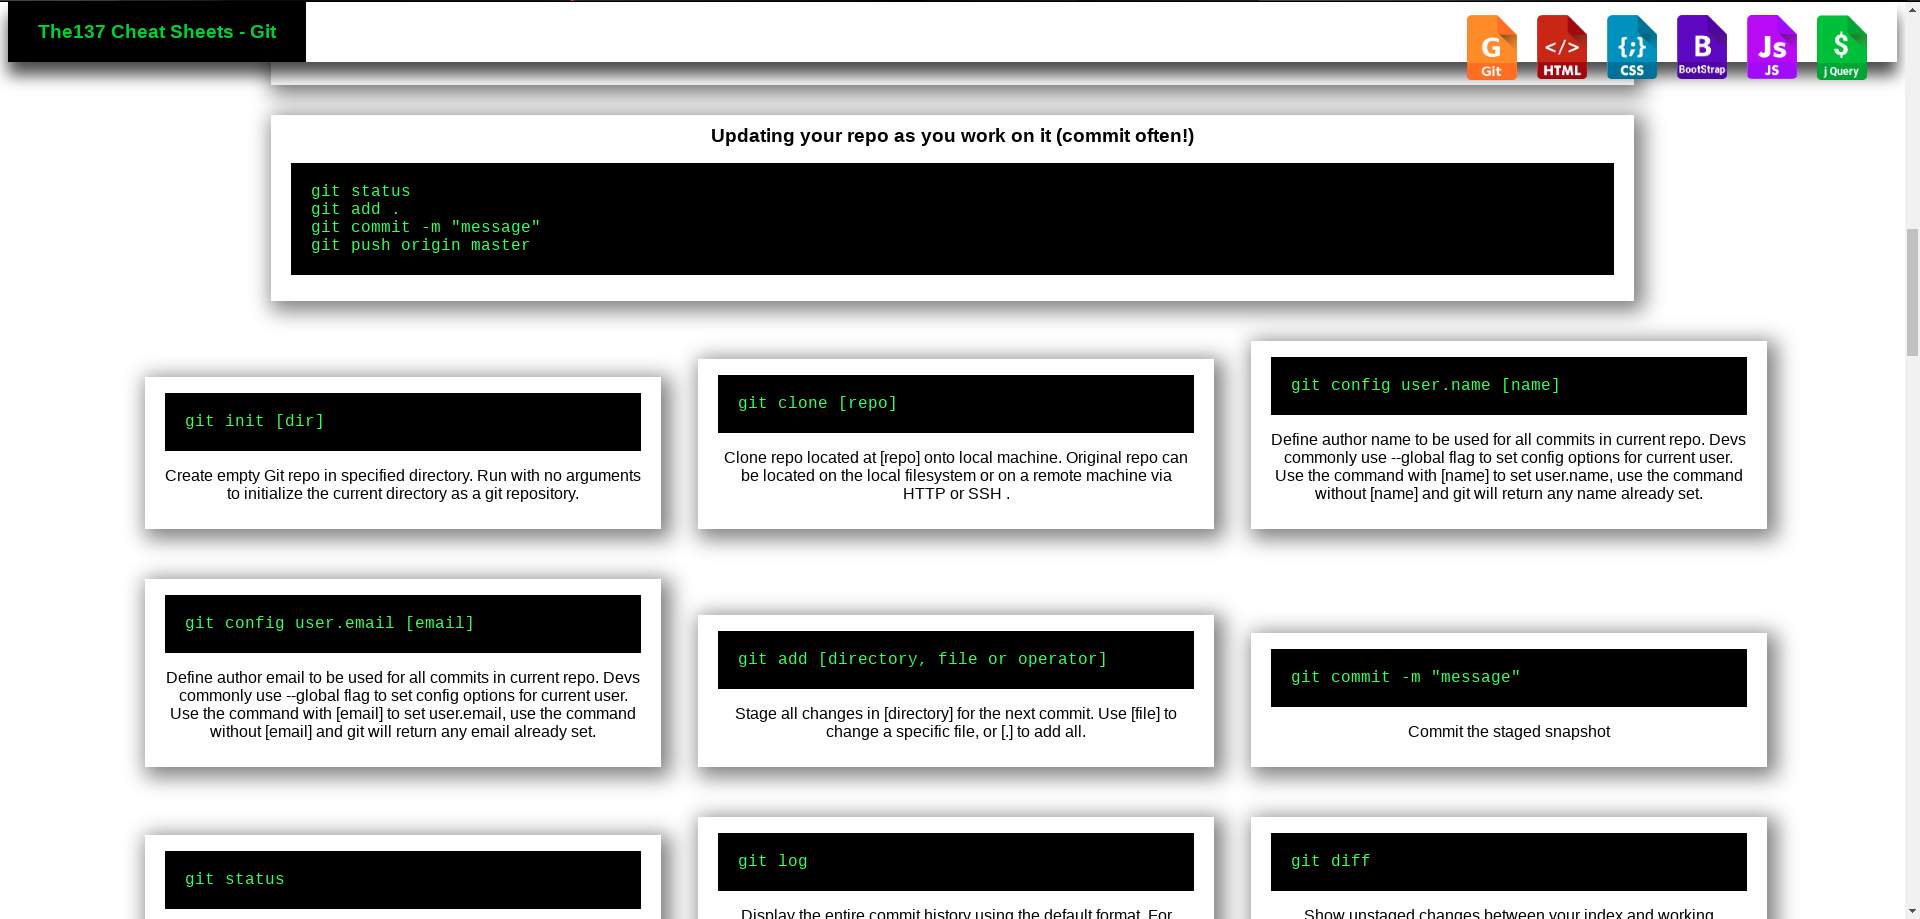 The137 Cheat Sheets - Git
G
Git
</>
HTML
{;}
CSS
B
BootStrap
Js
JS
$
j Query
Updating your repo as you work on it (commit often!)
git status
git add .
git commit -m "message"
git push origin master
git init [dir]
Create empty Git repo in specified directory. Run with no arguments
to initialize the current directory as a git repository.
git clone [repo]
Clone repo located at [repo] onto local machine. Original repo can
be located on the local filesystem or on a remote machine via
HTTP or SSH .
git config user.name [name]
Define author name to be used for all commits in current repo. Devs
commonly use --global flag to set config options for current user.
Use the command with [name] to set user.name, use the command
without [name] and git will return any name already set.
git config user.email [email]
Define author email to be used for all commits in current repo. Devs
commonly use --global flag to set config options for current user.
Use the command with [email] to set user.email, use the command
without [email] and git will return any email already set.
git add [directory, file or operator]
Stage all changes in [directory] for the next commit. Use [file] to
change a specific file, or [.] to add all.
git commit -m "message"
Commit the staged snapshot
git status
git log
Display the entire commit history using the default format. For
git diff
Show unstaged changes between your index and working